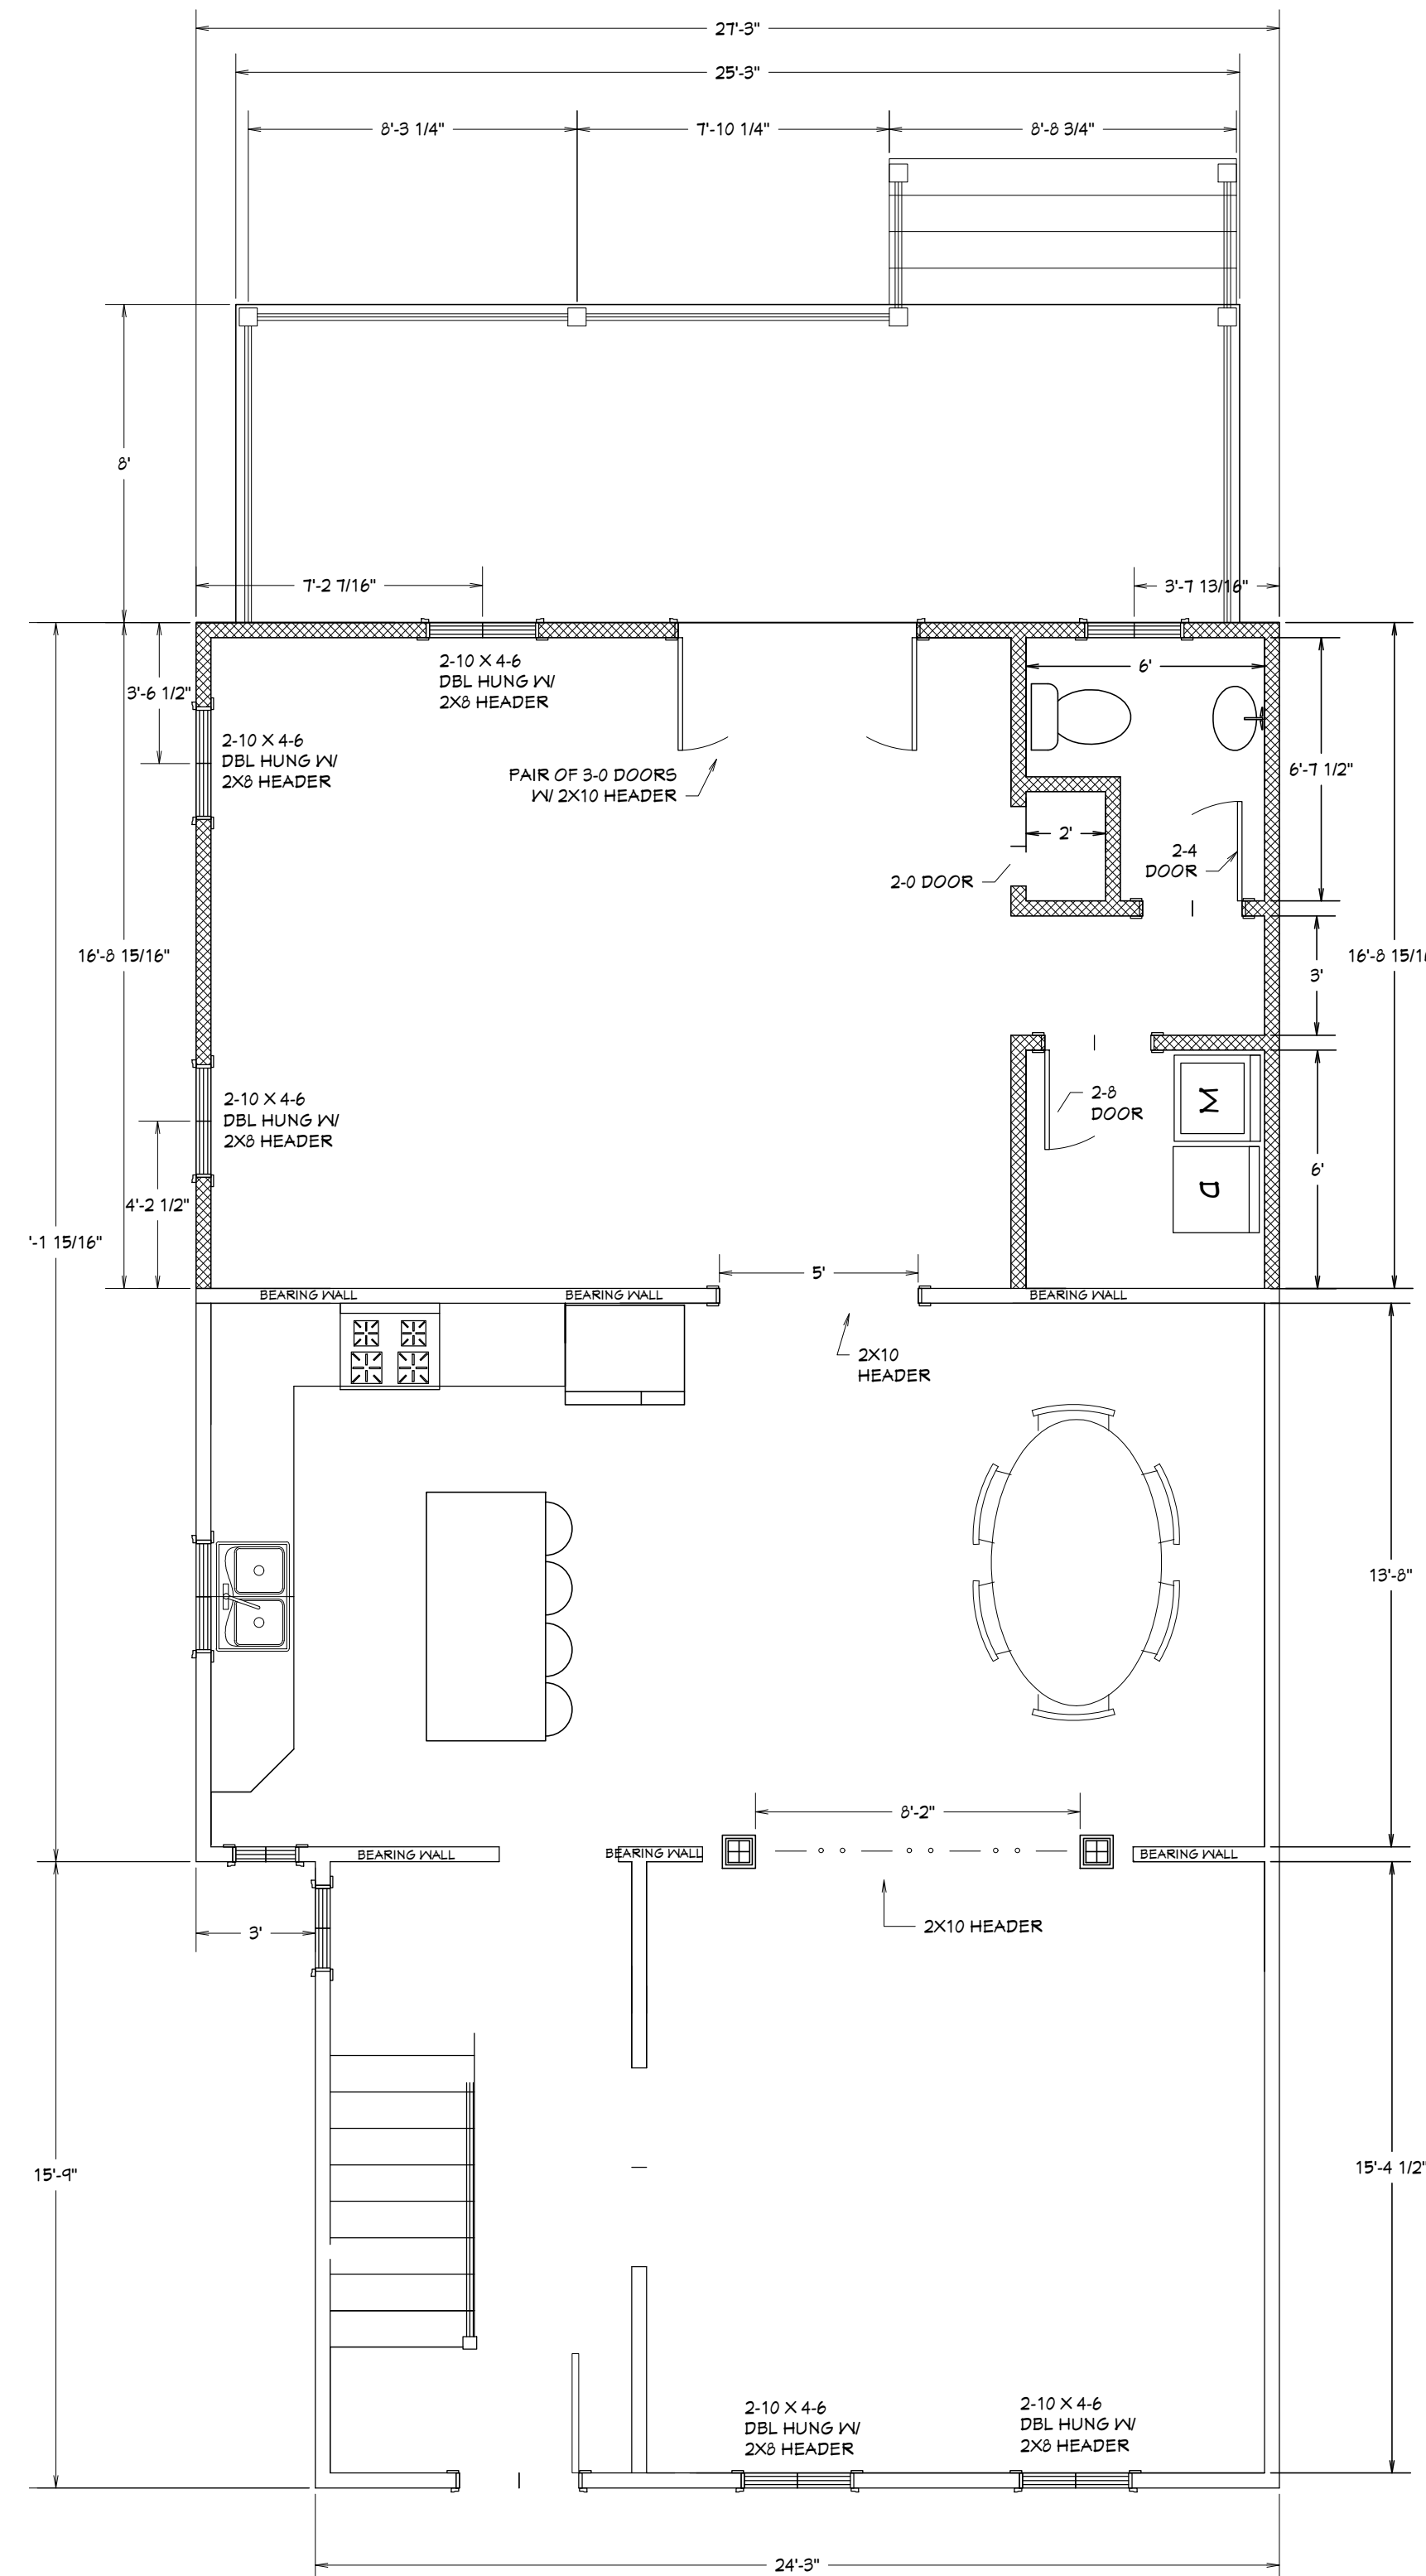 27'-3"
25'-3"
8'-3 1/4"
7'-10 1/4"
8'-8 3/4"
8'
7'-2 7/16"
3'-7 13/16"
2-10 X 4-6
DBL HUNG W/
2X8 HEADER
6'
3'-6 1/2"
2-10 X 4-6
DBL HUNG W/
2X8 HEADER
PAIR OF 3-0 DOORS
W/ 2X10 HEADER
6'-7 1/2"
2'
2-0 DOOR
2-4
DOOR
16'-8 15/16"
3'
16'-8 15/1
2-10 X 4-6
DBL HUNG W/
2X8 HEADER
2-8
DOOR
W
D
6'
4'-2 1/2"
'-1 15/16"
5'
BEARING WALL
BEARING WALL
BEARING WALL
2X10
HEADER
13'-8"
8'-2"
BEARING WALL
BEARING WALL
BEARING WALL
2X10 HEADER
3'
15'-9"
15'-4 1/2"
2-10 X 4-6
DBL HUNG W/
2X8 HEADER
2-10 X 4-6
DBL HUNG W/
2X8 HEADER
24'-3"